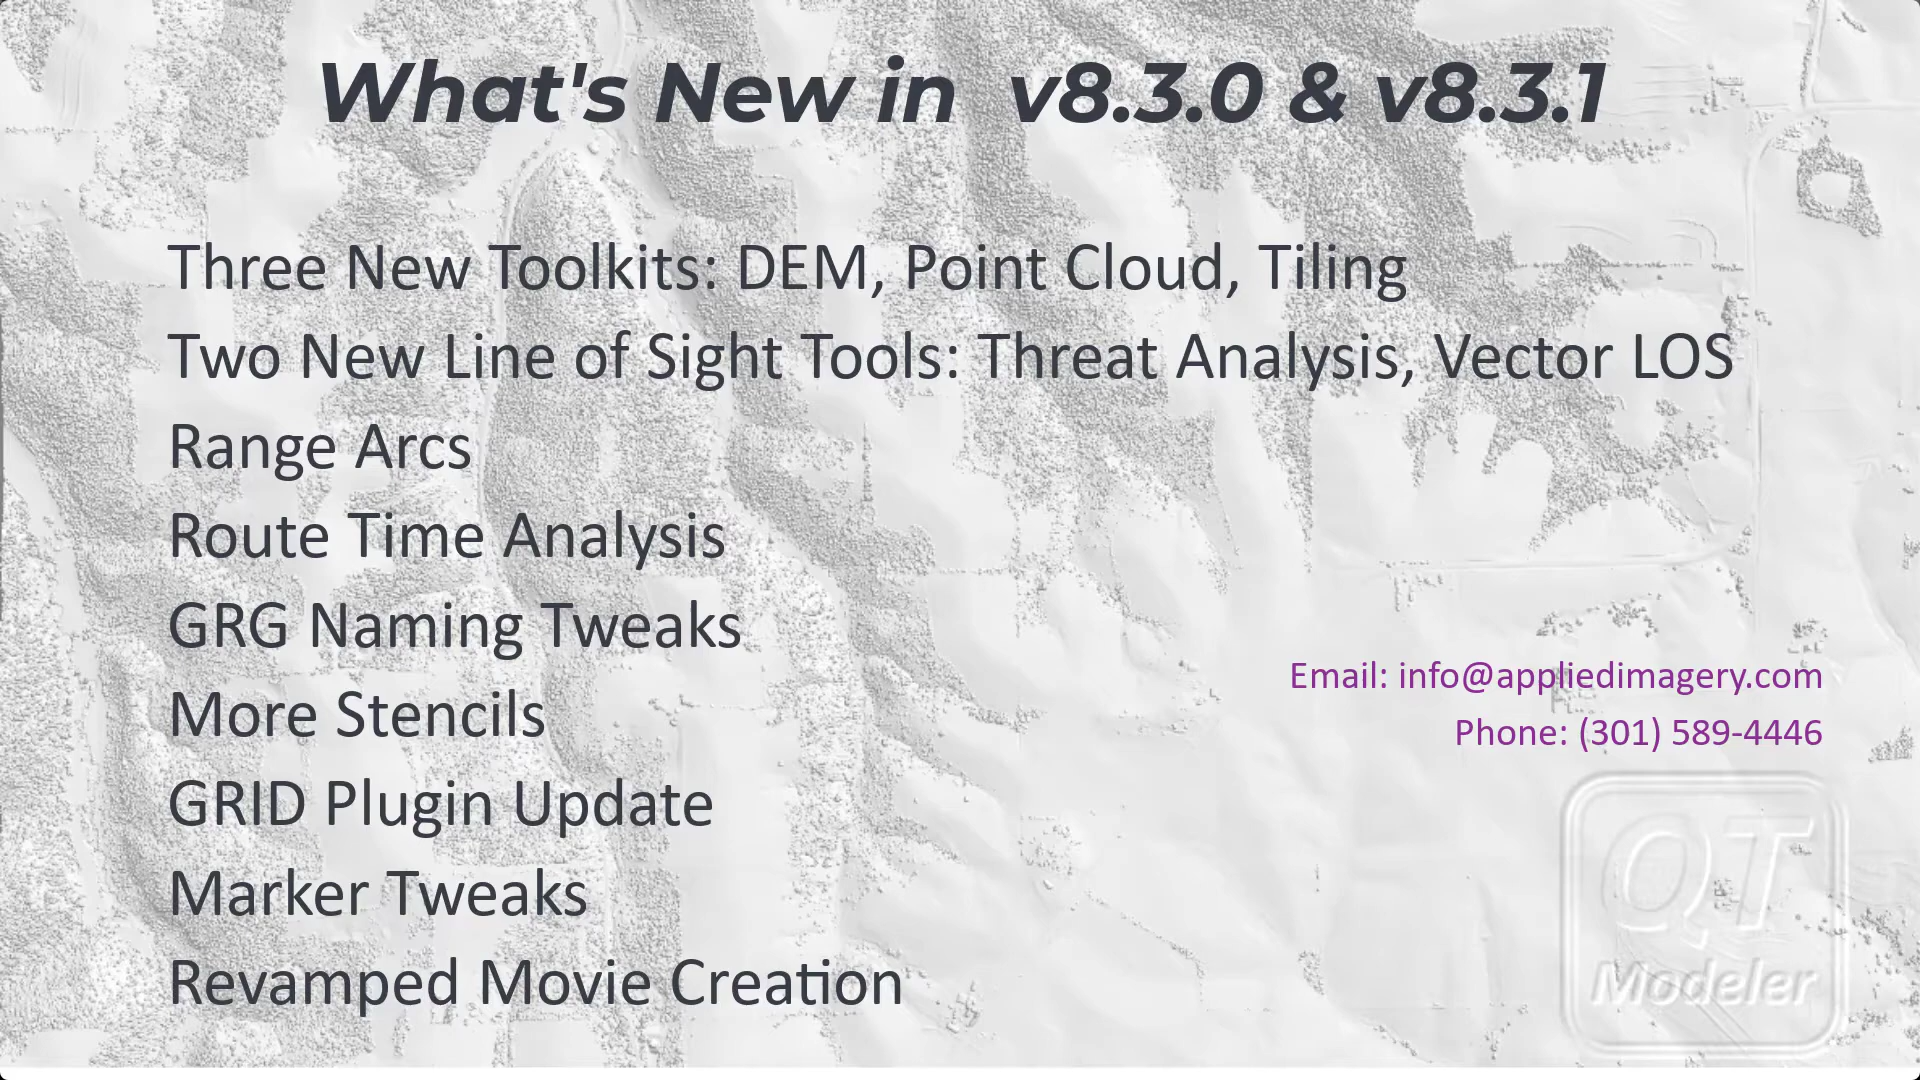 What's New in v8.3.0 & v8.3.1
Three New Toolkits: DEM, Point Cloud, Tiling
Two New Line of Sight Tools: Threat Analysis, Vector LOS
Range Arcs
Route Time Analysis
GRG Naming Tweaks
More Stencils
GRID Plugin Update
Marker Tweaks
Revamped Movie Creation
Email: info@appliedimagery.com
Phone: (301) 589-4446
QT
Modeler